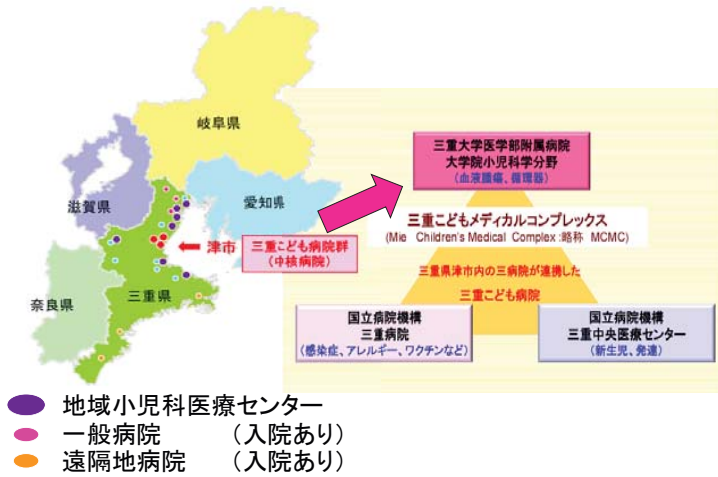 岐阜県
滋賀県
愛知県
津市
三重こども病院群
(中核病院)
奈良県
三重県
三重大学医学部附属病院
大学院小児科学分野
(血液腫瘍、循環器)
三重こどもメディカルコンプレックス
(Mie Children's Medical Complex :略称 MCMC)
三重県津市内の三病院が連携した
三重こども病院
国立病院機構
三重病院
(感染症、アレルギー、ワクチンなど)
国立病院機構
三重中央医療センター
(新生児、発達)
地域小児科医療センター
一般病院 (入院あり)
遠隔地病院 (入院あり)